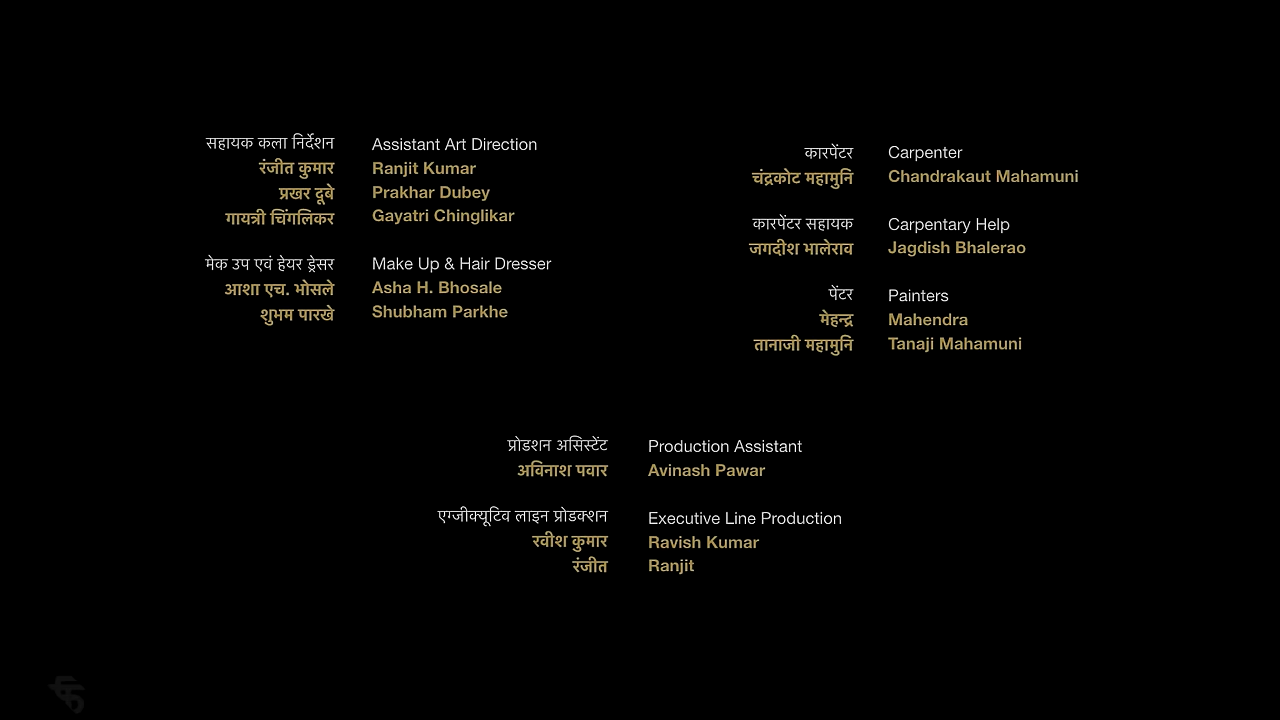 सहायक कला निर्देशन Assistant Art Direction
रंजीत कुमार Ranjit Kumar
प्रखर दूबे Prakhar Dubey
गायत्री चिंगलिकर Gayatri Chinglikar
मेक उप एवं हेयर ड्रेसर Make Up & Hair Dresser
आशा एच. भोसले Asha H. Bhosale
शुभम पारखे Shubham Parkhe
कारपेंटर Carpenter
चंद्रकोट महामुनि Chandrakaut Mahamuni
कारपेंटर सहायक Carpentary Help
जगदीश भालेराव Jagdish Bhalerao
पेंटर Painters
मेहन्द्र Mahendra
तानाजी महामुनि Tanaji Mahamuni
प्रोडशन असिस्टेंट Production Assistant
अविनाश पवार Avinash Pawar
एग्जीक्यूटिव लाइन प्रोडक्शन Executive Line Production
रवीश कुमार Ravish Kumar
रंजीत Ranjit